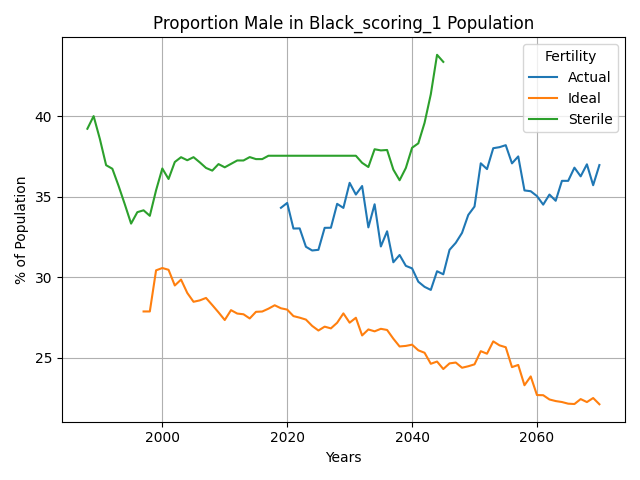 Proportion Male in Black_scoring_1 Population
Fertility
Actual
Ideal
Sterile
% of Population
40
35
30
25
2000 2020 2040 2060
Years